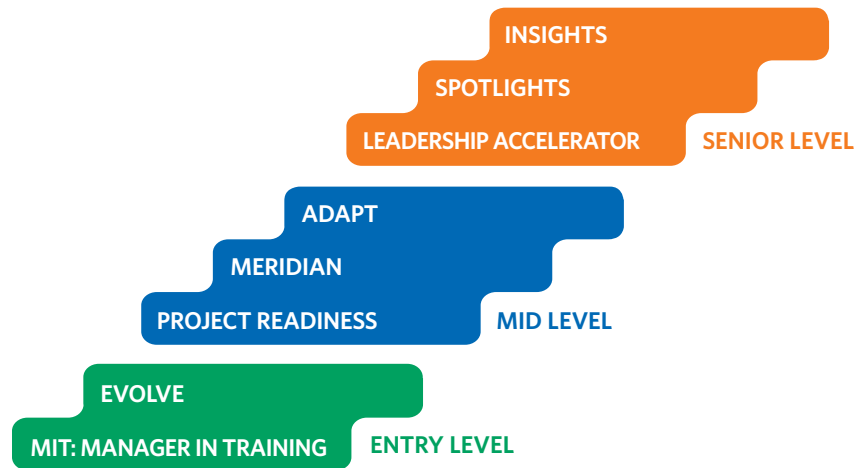 INSIGHTS
SPOTLIGHTS
LEADERSHIP ACCELERATOR SENIOR LEVEL
ADAPT
MERIDIAN
PROJECT READINESS MID LEVEL
EVOLVE
MIT: MANAGER IN TRAINING ENTRY LEVEL